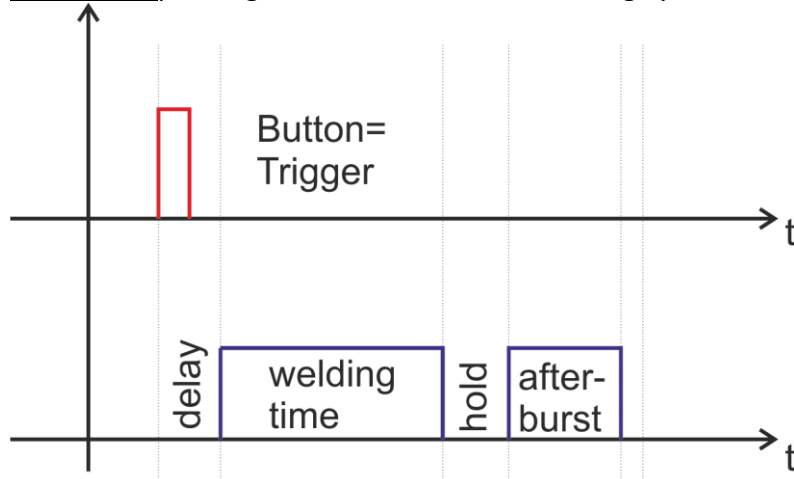 Button=
Trigger
t
delay
welding
time
hold
after-
burst
t